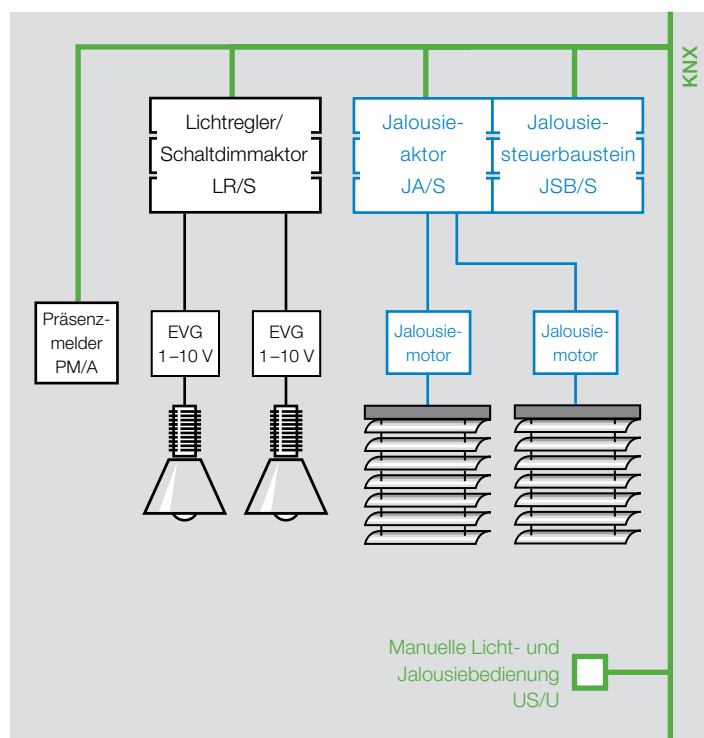 KNX
Lichtregler/
Schaltdimmaktor
LR/S
Jalousie-
aktor
JA/S
Jalousie-
steuerbaustein
JSB/S
Präsenz-
melder
PM/A
EVG
1–10 V
EVG
1–10 V
Jalousie-
motor
Jalousie-
motor
Manuelle Licht- und
Jalousiebedienung
US/U